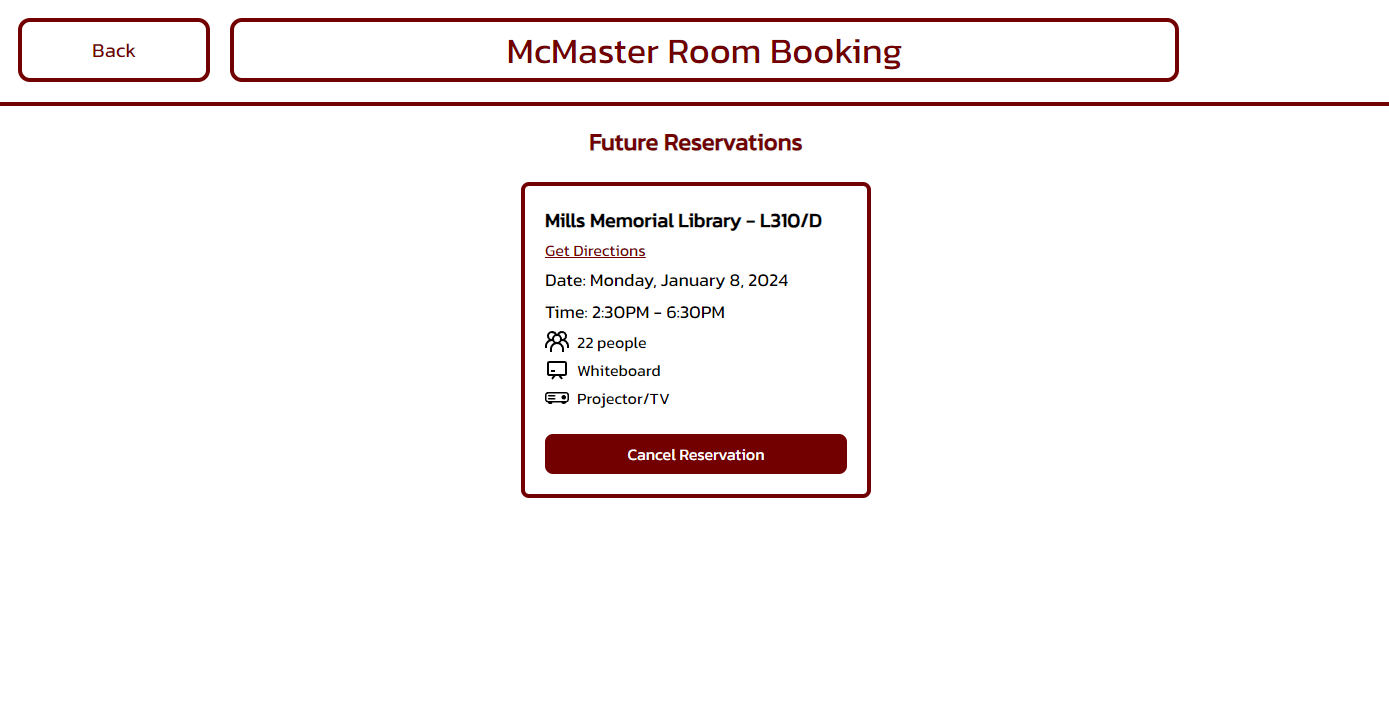 Back
McMaster Room Booking
Future Reservations
Mills Memorial Library - L310/D
Get Directions
Date: Monday, January 8, 2024
Time: 2:30PM - 6:30PM
22 people
Whiteboard
Projector/TV
Cancel Reservation